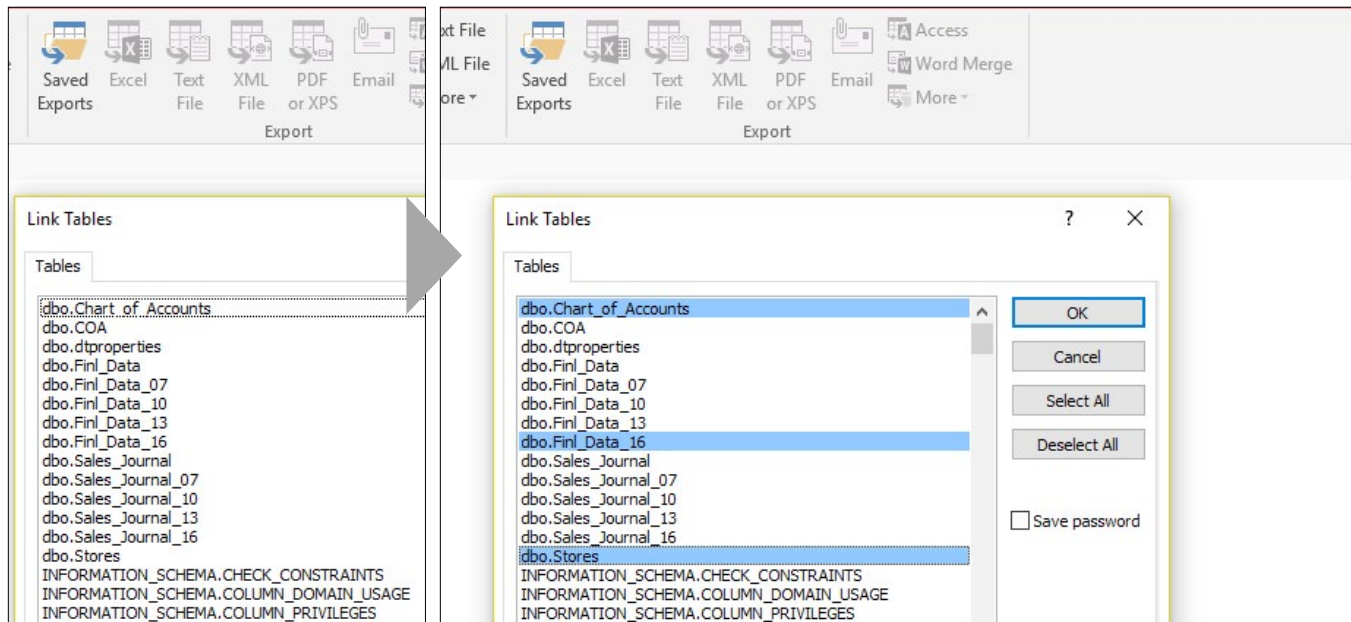 Saved Exports
Excel
Text File
XML File
PDF or XPS
Email
Export
Link Tables
Tables
dbo.Chart_of_Accounts
dbo.COA
dbo.dtproperties
dbo.Finl_Data
dbo.Finl_Data_07
dbo.Finl_Data_10
dbo.Finl_Data_13
dbo.Finl_Data_16
dbo.Sales_Journal
dbo.Sales_Journal_07
dbo.Sales_Journal_10
dbo.Sales_Journal_13
dbo.Sales_Journal_16
dbo.Stores
INFORMATION_SCHEMA.CHECK_CONSTRAINTS
INFORMATION_SCHEMA.COLUMN_DOMAIN_USAGE
INFORMATION_SCHEMA.COLUMN_PRIVILEGES
xt File
ML File
ore
Saved Exports
Excel
Text File
XML File
PDF or XPS
Email
Access
Word Merge
More
Export
Link Tables
? X
Tables
dbo.Chart_of_Accounts
dbo.COA
dbo.dtproperties
dbo.Finl_Data
dbo.Finl_Data_07
dbo.Finl_Data_10
dbo.Finl_Data_13
dbo.Finl_Data_16
dbo.Sales_Journal
dbo.Sales_Journal_07
dbo.Sales_Journal_10
dbo.Sales_Journal_13
dbo.Sales_Journal_16
dbo.Stores
INFORMATION_SCHEMA.CHECK_CONSTRAINTS
INFORMATION_SCHEMA.COLUMN_DOMAIN_USAGE
INFORMATION_SCHEMA.COLUMN_PRIVILEGES
OK
Cancel
Select All
Deselect All
Save password